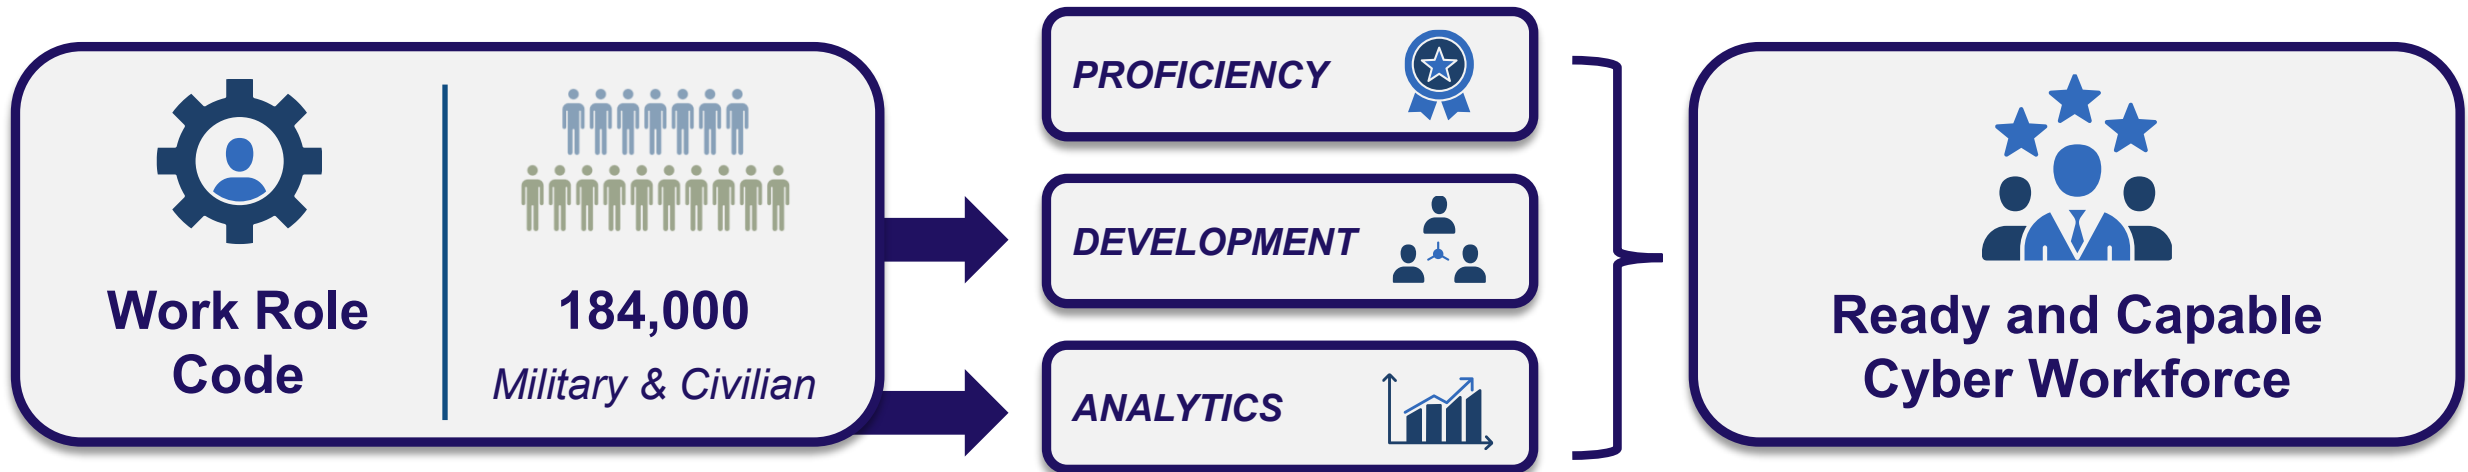 Work Role
Code
184,000
Military & Civilian
PROFICIENCY
DEVELOPMENT
ANALYTICS
Ready and Capable
Cyber Workforce